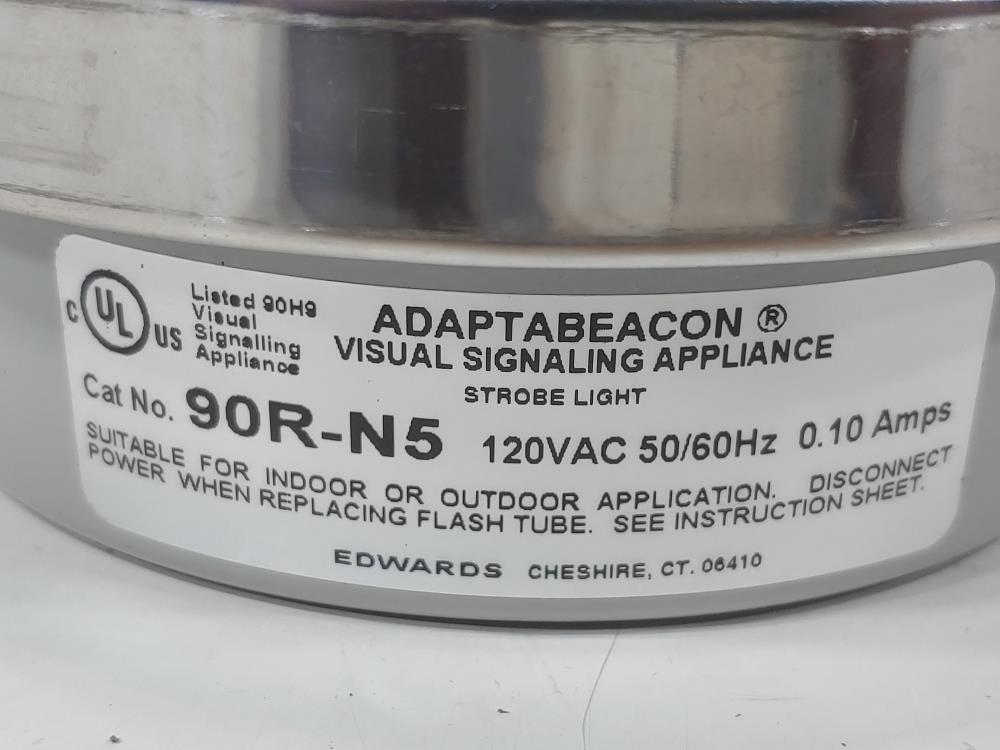 C UL US
Listed 90H9
Visual
Signalling
Appliance
ADAPTABEACON ®
VISUAL SIGNALING APPLIANCE
STROBE LIGHT
Cat No. 90R-N5 120VAC 50/60Hz 0.10 Amps
SUITABLE FOR INDOOR OR OUTDOOR APPLICATION. DISCONNECT
POWER WHEN REPLACING FLASH TUBE. SEE INSTRUCTION SHEET.
EDWARDS CHESHIRE, CT. 06410